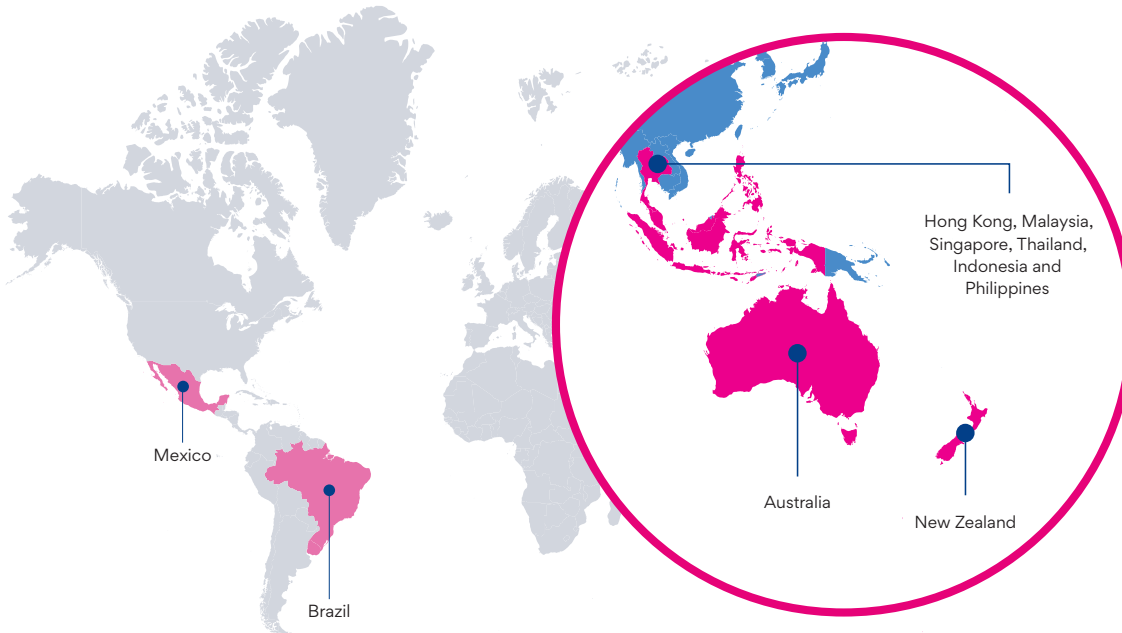 Hong Kong, Malaysia,
Singapore, Thailand,
Indonesia and
Philippines
Mexico
Australia
New Zealand
Brazil